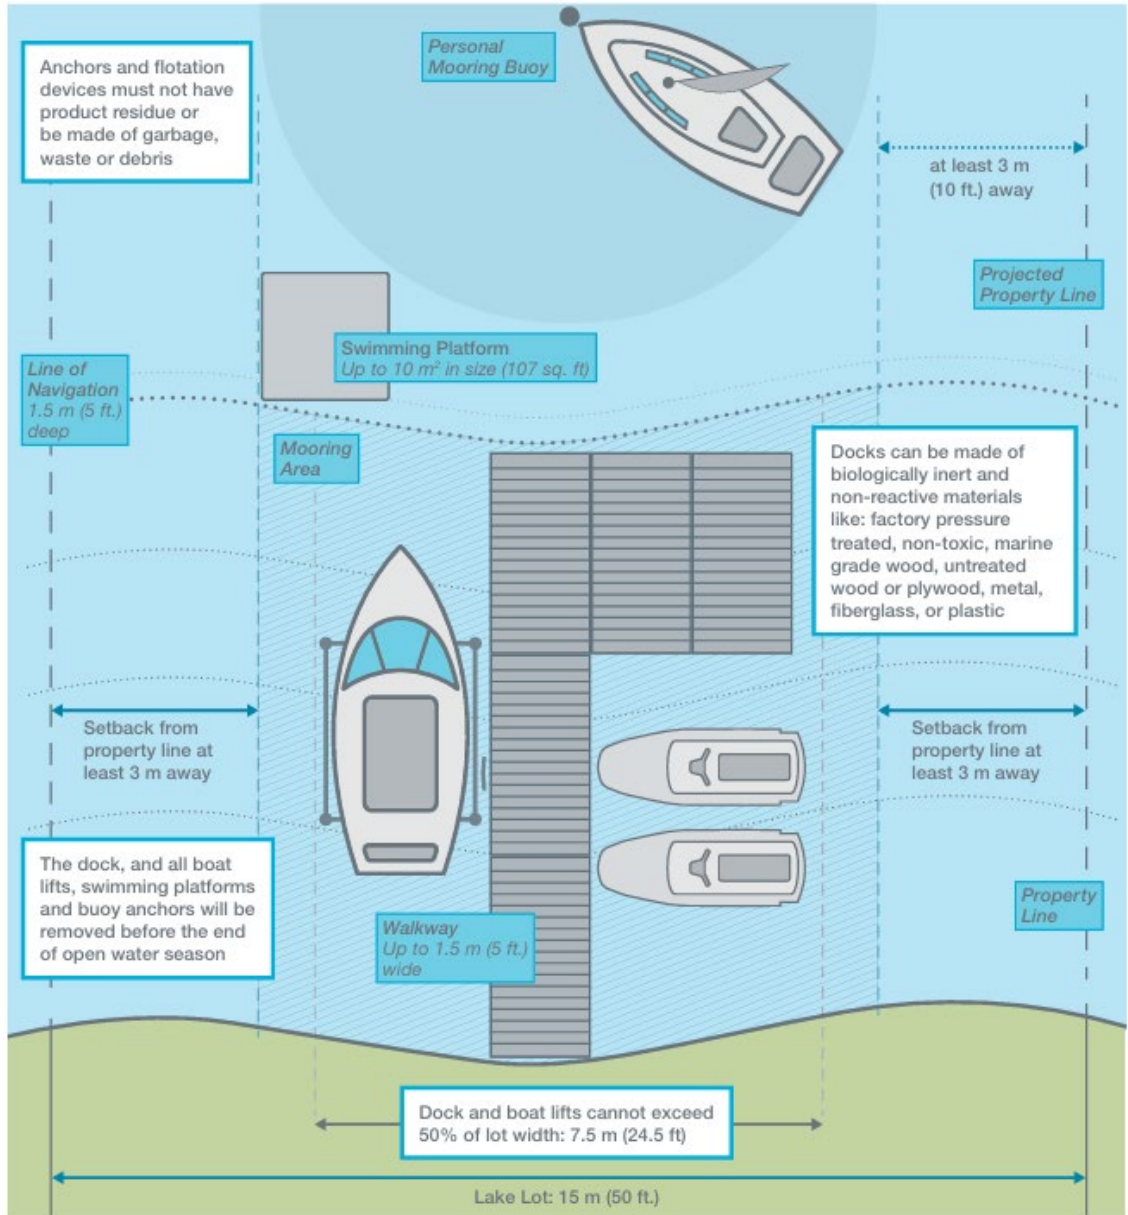 Anchors and flotation
devices must not have
product residue or
be made of garbage,
waste or debris
Personal
Mooring Buoy
at least 3 m
(10 ft.) away
Projected
Property Line
Swimming Platform
Up to 10 m² in size (107 sq. ft)
Line of
Navigation
1.5 m (5 ft.)
deep
Mooring
Area
Docks can be made of
biologically inert and
non-reactive materials
like: factory pressure
treated, non-toxic, marine
grade wood, untreated
wood or plywood, metal,
fiberglass, or plastic
Setback from
property line at
least 3 m away
Setback from
property line at
least 3 m away
The dock, and all boat
lifts, swimming platforms
and buoy anchors will be
removed before the end
of open water season
Walkway
Up to 1.5 m (5 ft.)
wide
Property
Line
Dock and boat lifts cannot exceed
50% of lot width: 7.5 m (24.5 ft)
Lake Lot: 15 m (50 ft.)